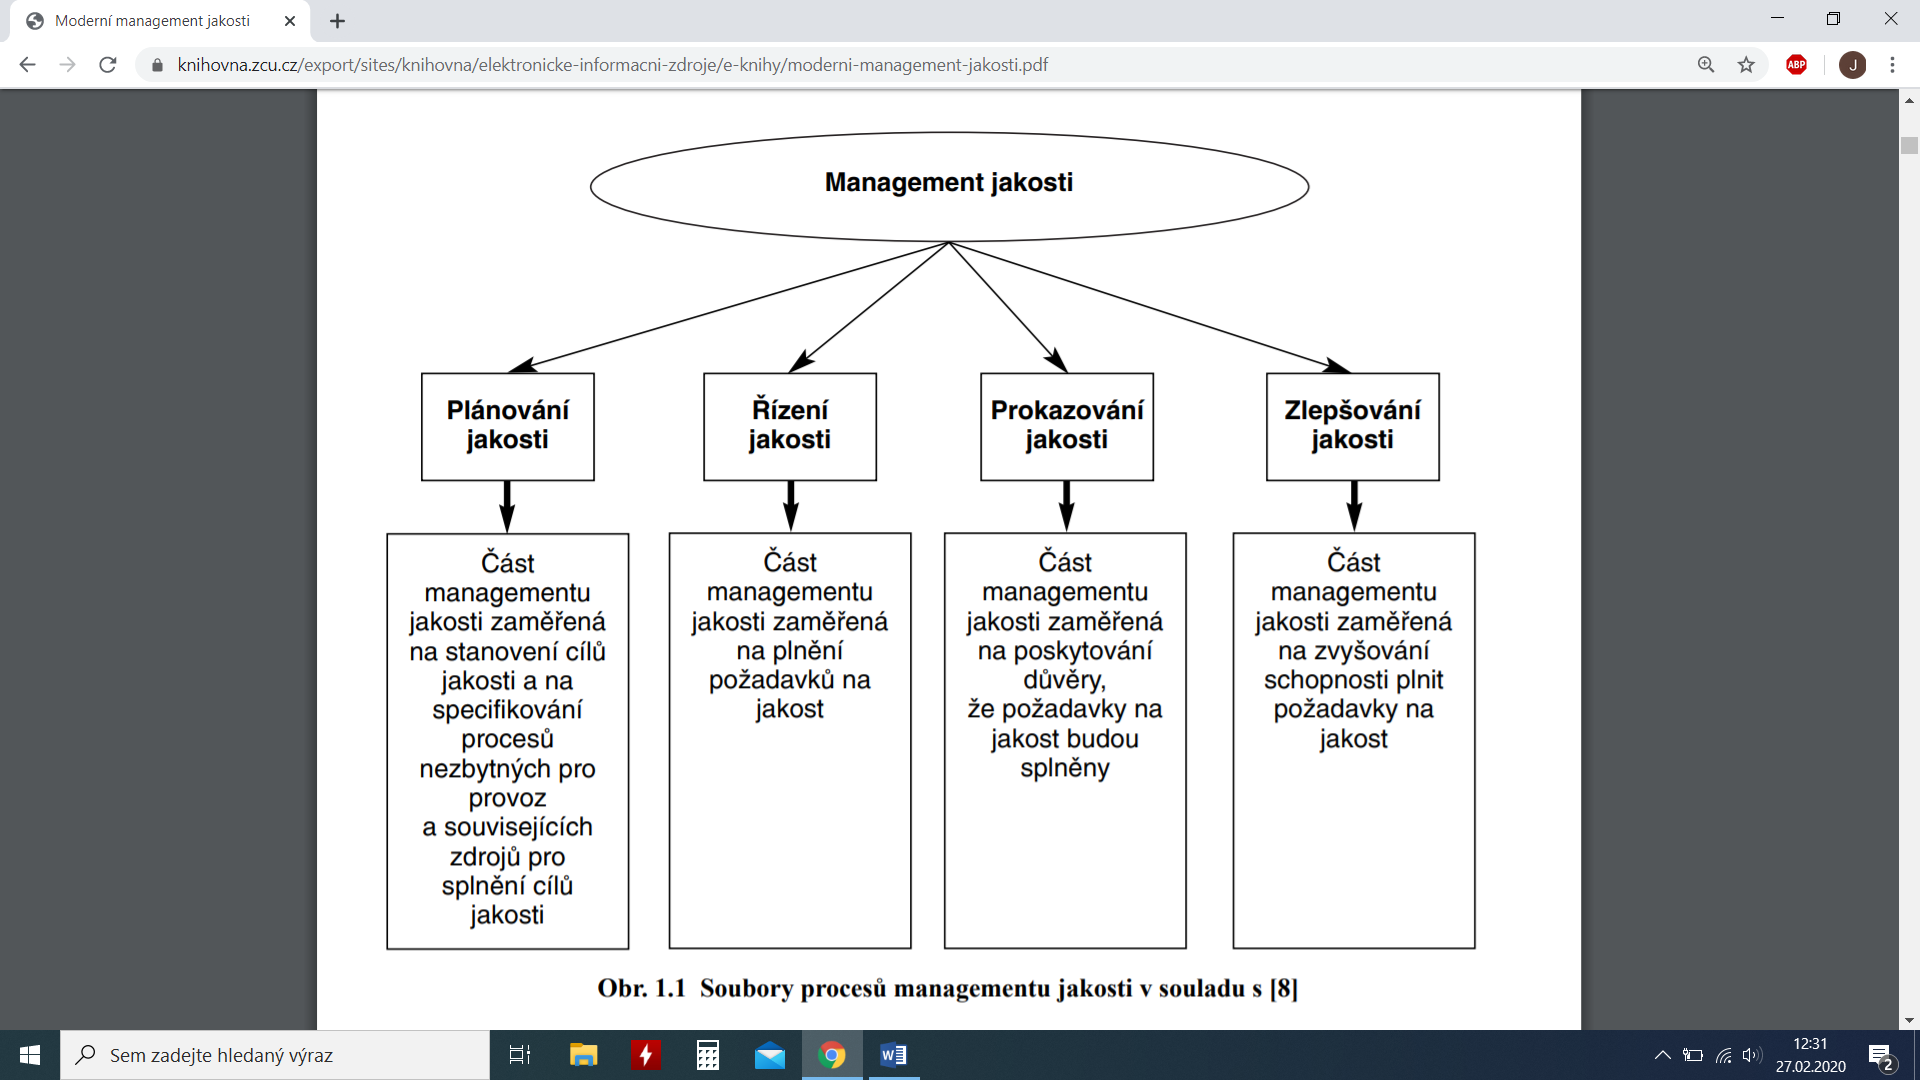 Moderní management jakosti
knihovna.zcu.cz/export/sites/knihovna/elektronicke-informacni-zdroje/e-knihy/moderni-management-jakosti.pdf
ABP
J
Management jakosti
Plánování
jakosti
Řízení
jakosti
Prokazování
jakosti
Zlepšování
jakosti
Část
managementu
jakosti zaměřená
na stanovení cílů
jakosti a na
specifikování
procesů
nezbytných pro
provoz
a souvisejících
zdrojů pro
splnění cílů
jakosti
Část
managementu
jakosti zaměřená
na plnění
požadavků na
jakost
Část
managementu
jakosti zaměřená
na poskytování
důvěry,
že požadavky na
jakost budou
splněny
Část
managementu
jakosti zaměřená
na zvyšování
schopnosti plnit
požadavky na
jakost
Obr. 1.1 Soubory procesů managementu jakosti v souladu s [8]
Sem zadejte hledaný výraz
W
12:31
27.02.2020
2